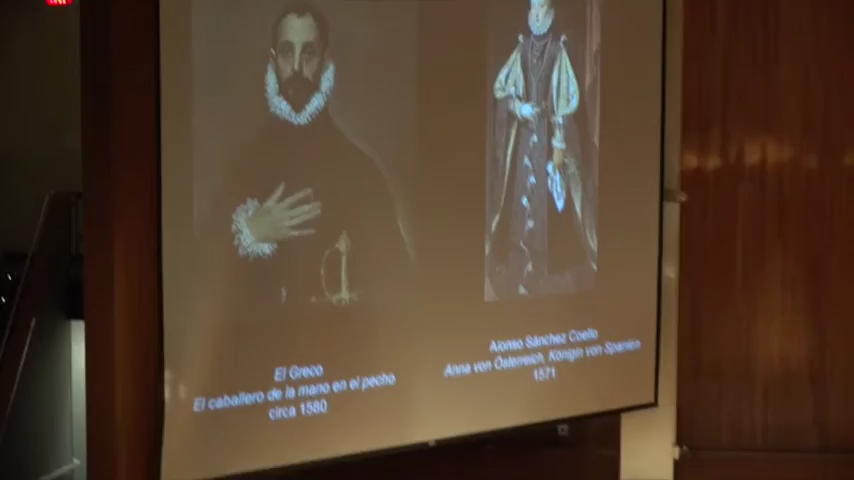 El Greco
El caballero de la mano en el pecho
circa 1580
Alonso Sánchez Coello
Anna von Österreich, Königin von Spanien
1571